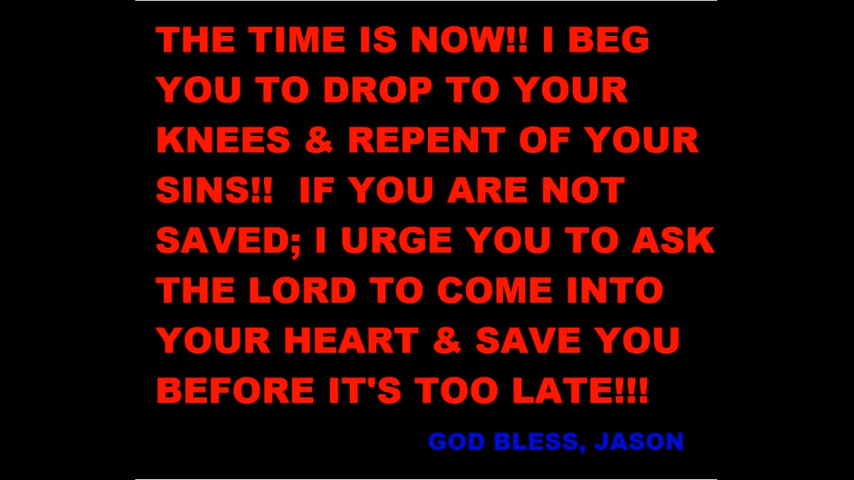 THE TIME IS NOW!! I BEG
YOU TO DROP TO YOUR
KNEES & REPENT OF YOUR
SINS!!  IF YOU ARE NOT
SAVED; I URGE YOU TO ASK
THE LORD TO COME INTO
YOUR HEART & SAVE YOU
BEFORE IT'S TOO LATE!!!
GOD BLESS, JASON